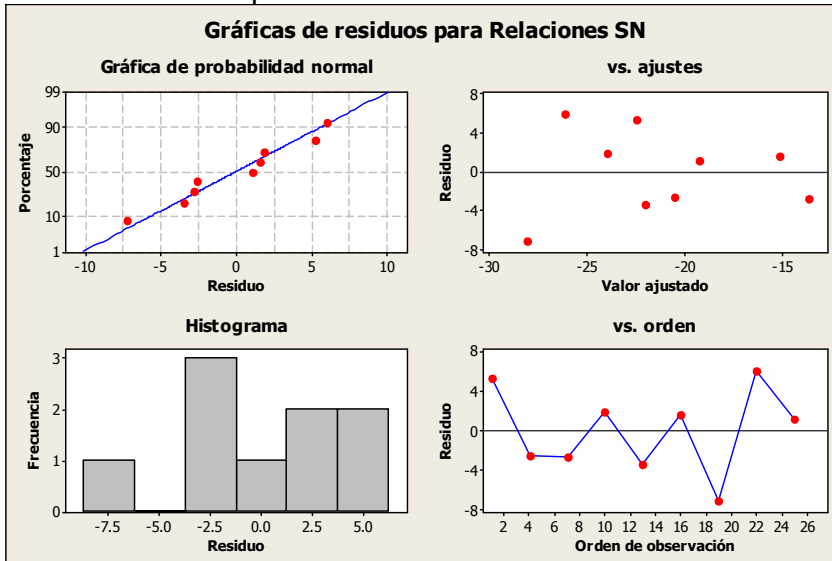 Gráficas de residuos para Relaciones SN
Gráfica de probabilidad normal
99
90
50
10
1
Porcentaje
-10 -5 0 5 10
Residuo
vs. ajustes
8
4
0
-4
-8
Residuo
-30 -25 -20 -15
Valor ajustado
Histograma
3
2
1
0
Frecuencia
-7.5 -5.0 -2.5 0.0 2.5 5.0
Residuo
vs. orden
8
4
0
-4
-8
Residuo
2 4 6 8 10 12 14 16 18 20 22 24 26
Orden de observación